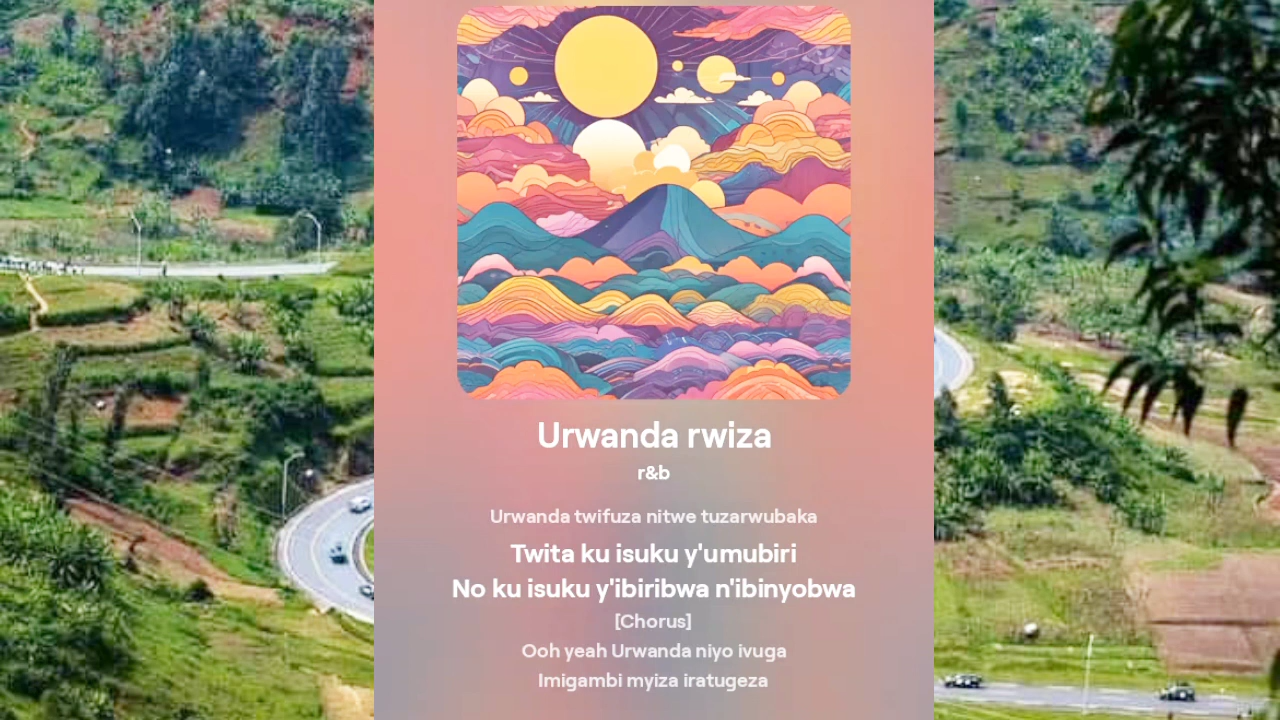 Urwanda rwiza
r&b
Urwanda twifuza nitwe tuzarwubaka
Twita ku isuku y'umubiri
No ku isuku y'ibiribwa n'ibinyobwa
[Chorus]
Ooh yeah Urwanda niyo ivuga
Imigambi myiza iratugeza